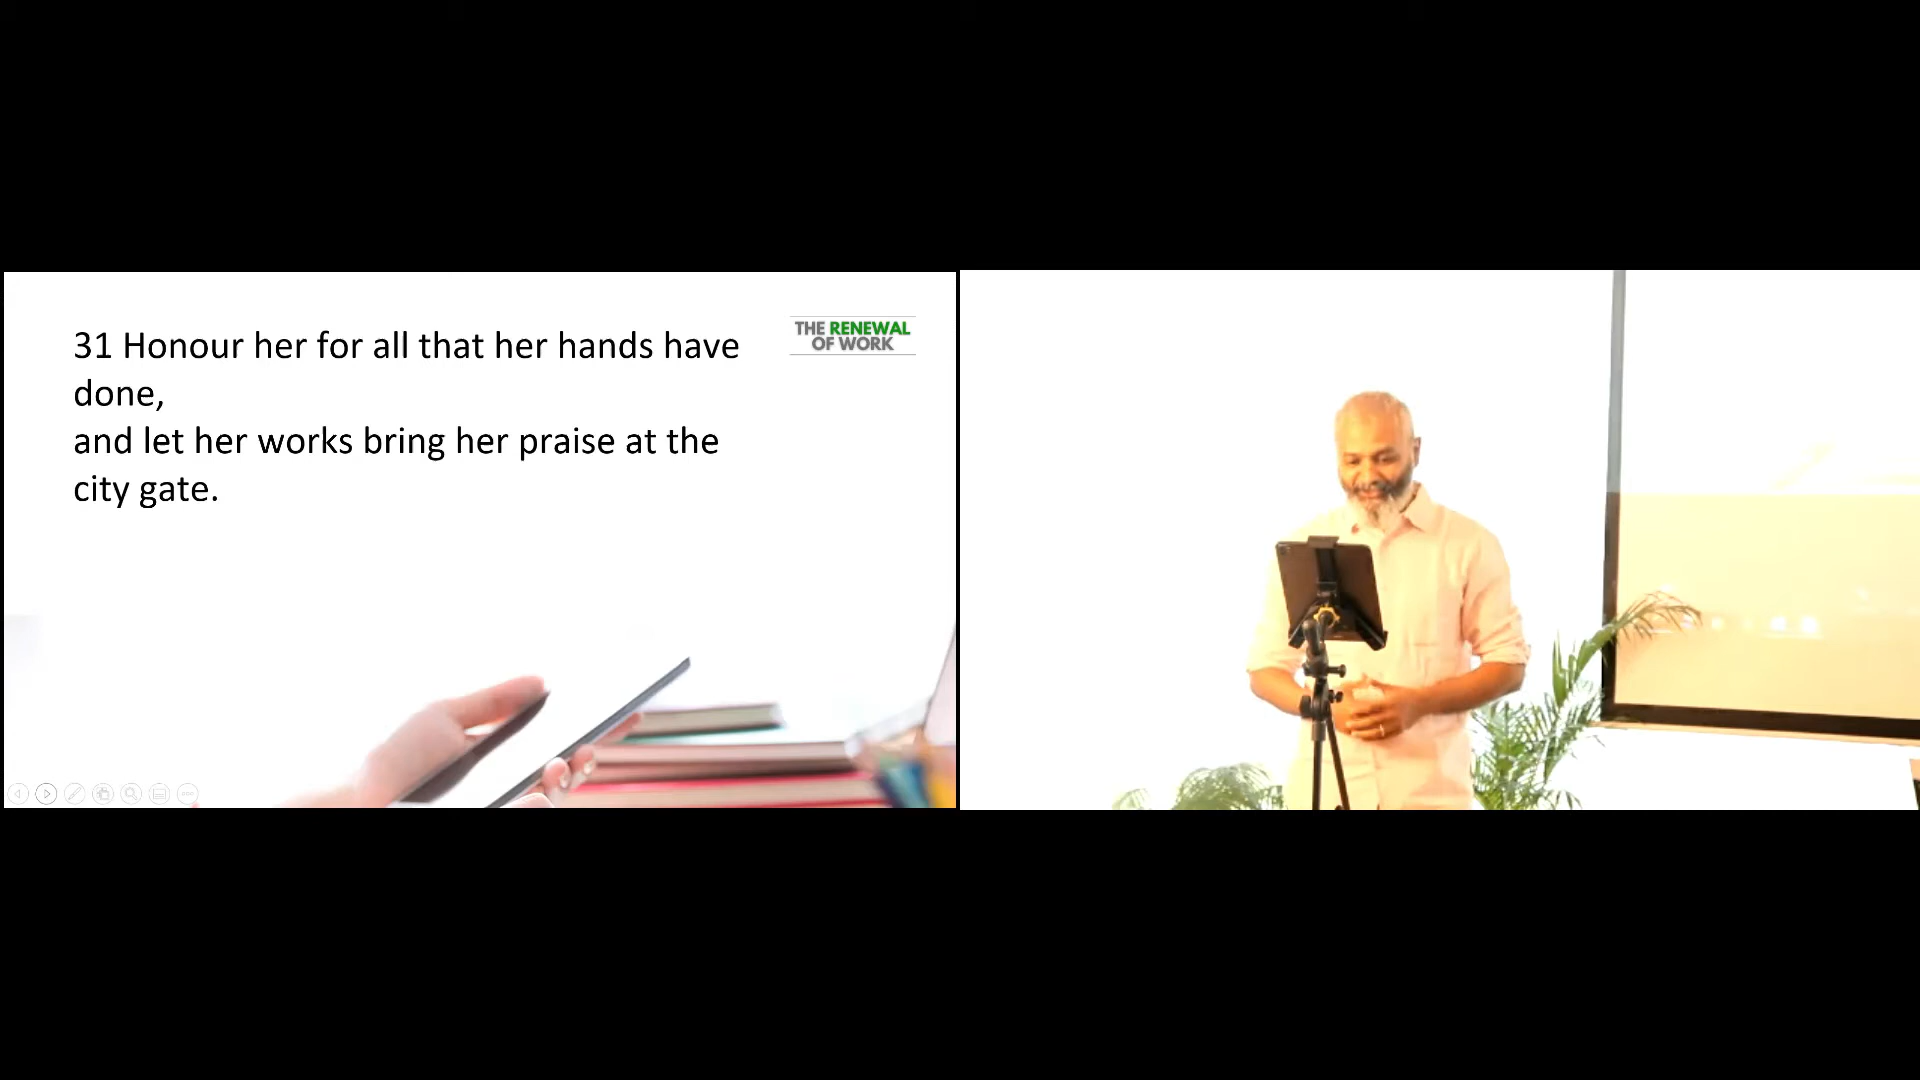 31 Honour her for all that her hands have
done,
and let her works bring her praise at the
city gate.
THE RENEWAL
OF WORK